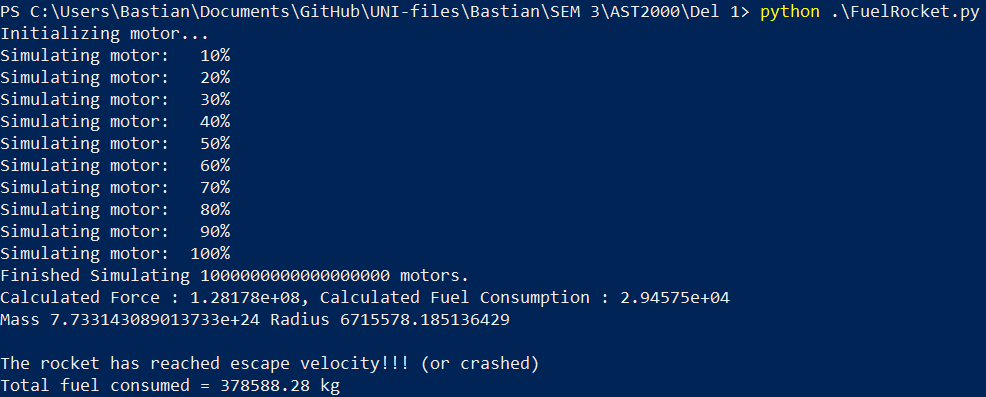 PS C:\Users\Bastian\Documents\GitHub\UNI-files\Bastian\SEM 3\AST2000\Del 1> python .\FuelRocket.py
Initializing motor...
Simulating motor:   10%
Simulating motor:   20%
Simulating motor:   30%
Simulating motor:   40%
Simulating motor:   50%
Simulating motor:   60%
Simulating motor:   70%
Simulating motor:   80%
Simulating motor:   90%
Simulating motor:  100%
Finished Simulating 1000000000000000000 motors.
Calculated Force : 1.28178e+08, Calculated Fuel Consumption : 2.94575e+04
Mass 7.733143089013733e+24 Radius 6715578.185136429
The rocket has reached escape velocity!!! (or crashed)
Total fuel consumed = 378588.28 kg